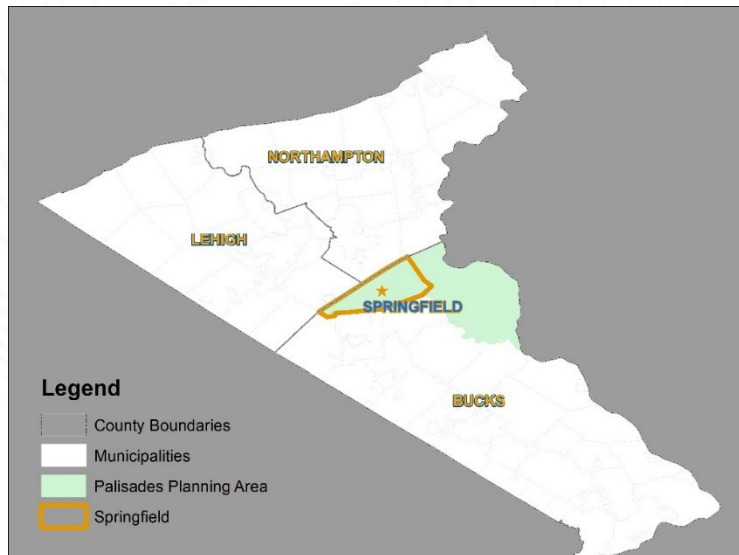 NORTHAMPTON
LEHIGH
SPRINGFIELD
BUCKS
Legend
County Boundaries
Municipalities
Palisades Planning Area
Springfield